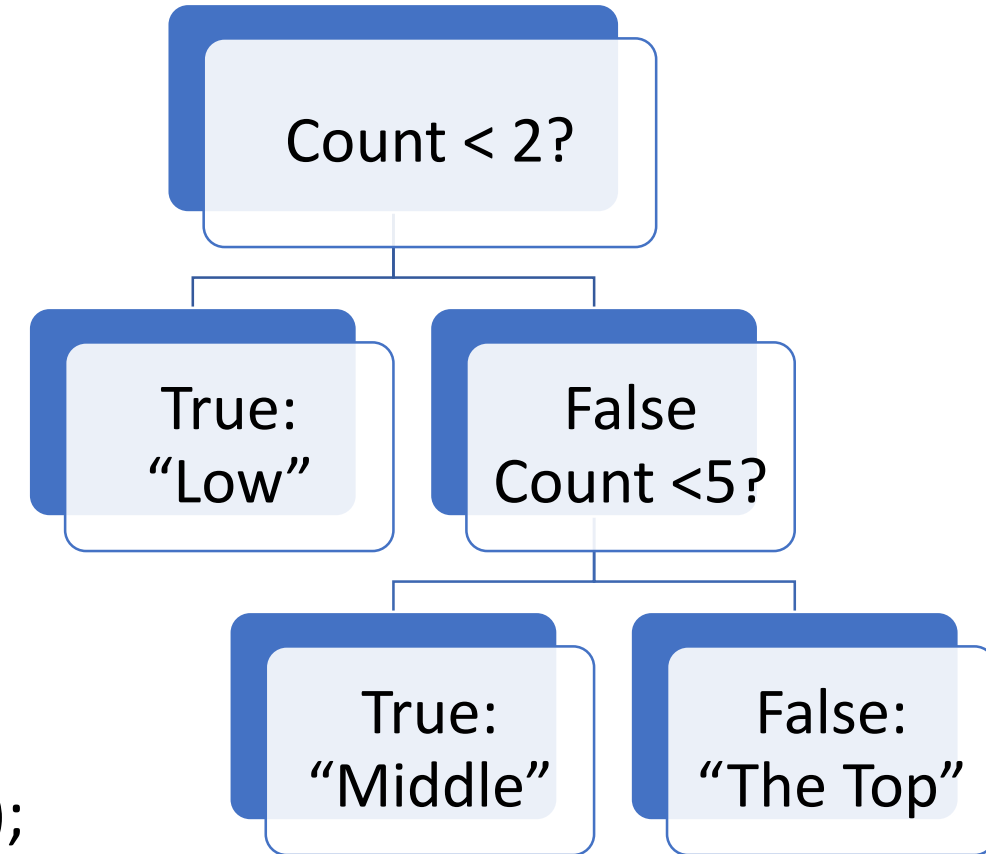 Count < 2?
True:
“Low”
False
Count <5?
True:
“Middle”
False:
“The Top”
);